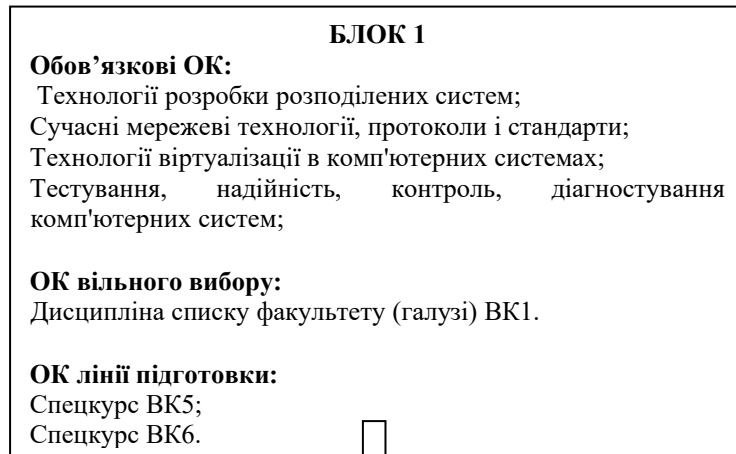 БЛОК 1
Обов’язкові ОК:
Технології розробки розподілених систем;
Сучасні мережеві технології, протоколи і стандарти;
Технології віртуалізації в комп'ютерних системах;
Тестування, надійність, контроль, діагностування
комп'ютерних систем;
ОК вільного вибору:
Дисципліна списку факультету (галузі) ВК1.
ОК лінії підготовки:
Спецкурс ВК5;
Спецкурс ВК6.